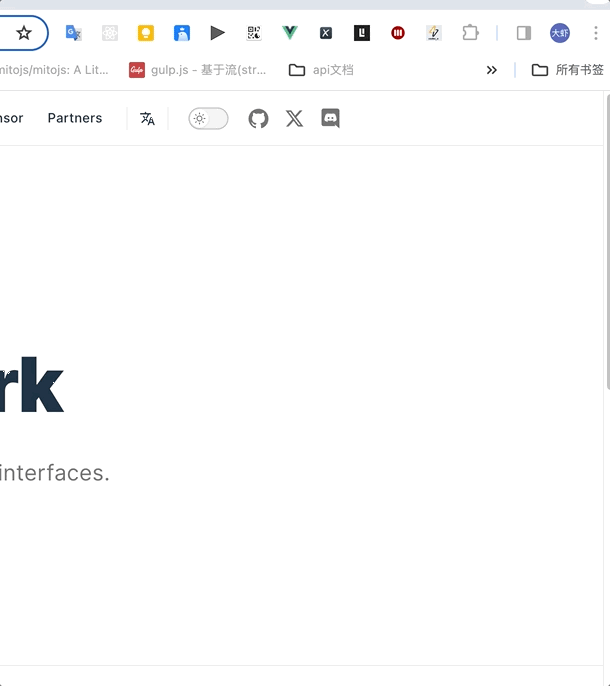 大虾
mitojs/mitojs: A Lit... Gulp gulp.js - 基于流(str... api文档 » 所有书签
nsor Partners
rk
interfaces.